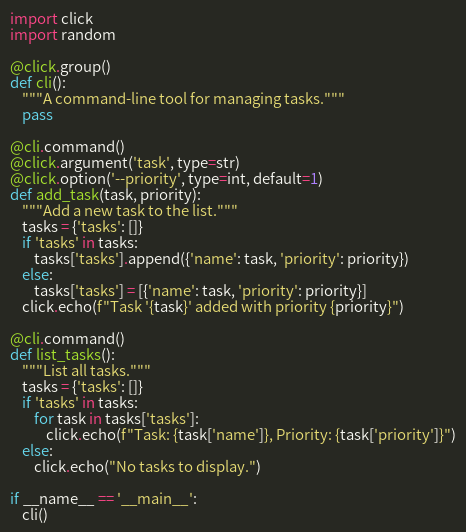 import click
import random

@click.group()
def cli():
    """A command-line tool for managing tasks."""
    pass

@cli.command()
@click.argument('task', type=str)
@click.option('--priority', type=int, default=1)
def add_task(task, priority):
    """Add a new task to the list."""
    tasks = {'tasks': []}
    if 'tasks' in tasks:
        tasks['tasks'].append({'name': task, 'priority': priority})
    else:
        tasks['tasks'] = [{'name': task, 'priority': priority}]
    click.echo(f"Task '{task}' added with priority {priority}")

@cli.command()
def list_tasks():
    """List all tasks."""
    tasks = {'tasks': []}
    if 'tasks' in tasks:
        for task in tasks['tasks']:
            click.echo(f"Task: {task['name']}, Priority: {task['priority']}")
    else:
        click.echo("No tasks to display.")

if __name__ == '__main__':
    cli()